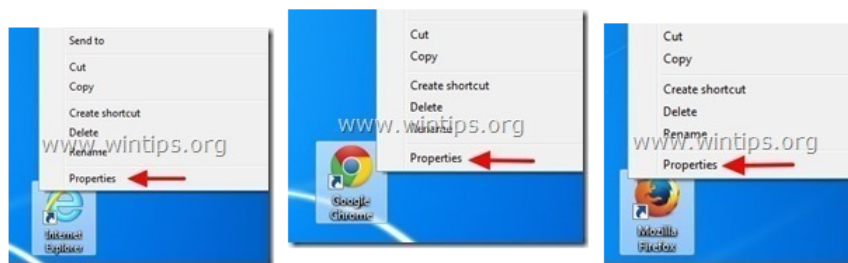 Send to
Cut
Copy
Create shortcut
Delete
Rename
Properties
www.wintips.org
Internet
Explorer
Cut
Copy
Create shortcut
Delete
Rename
Properties
www.wintips.org
Google
Chrome
Cut
Copy
Create shortcut
Delete
Rename
Properties
www.wintips.org
Mozilla
Firefox